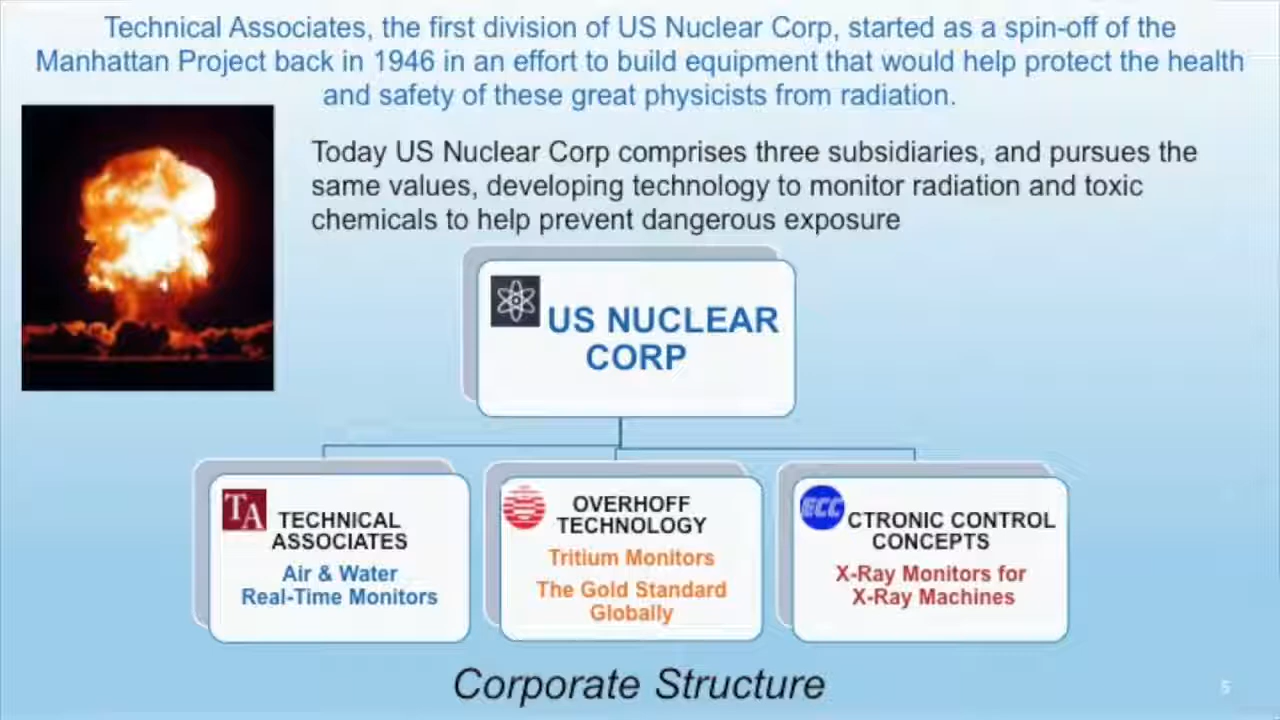 Technical Associates, the first division of US Nuclear Corp, started as a spin-off of the
Manhattan Project back in 1946 in an effort to build equipment that would help protect the health
and safety of these great physicists from radiation.
Today US Nuclear Corp comprises three subsidiaries, and pursues the
same values, developing technology to monitor radiation and toxic
chemicals to help prevent dangerous exposure
US NUCLEAR
CORP
TA
TECHNICAL
ASSOCIATES
Air & Water
Real-Time Monitors
OVERHOFF
TECHNOLOGY
Tritium Monitors
The Gold Standard
Globally
ECC
CTRONIC CONTROL
CONCEPTS
X-Ray Monitors for
X-Ray Machines
Corporate Structure
5